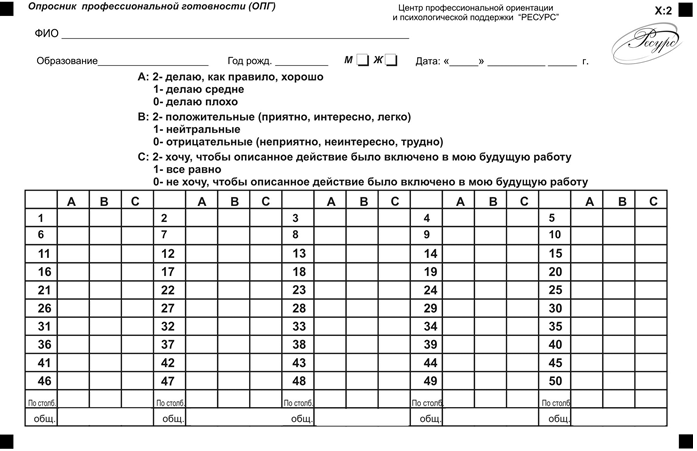 Опросник профессиональной готовности (ОПГ)
Центр профессиональной ориентации
и психологической поддержки "РЕСУРС"
X:2
Ресурс
ФИО
Образование Год рожд. М Ж Дата: « » г.
А: 2- делаю, как правило, хорошо
1- делаю средне
0- делаю плохо
В: 2- положительные (приятно, интересно, легко)
1- нейтральные
0- отрицательные (неприятно, неинтересно, трудно)
С: 2- хочу, чтобы описанное действие было включено в мою будущую работу
1- все равно
0- не хочу, чтобы описанное действие было включено в мою будущую работу
А В С А В С А В С А В С А В С
1 2 3 4 5
6 7 8 9 10
11 12 13 14 15
16 17 18 19 20
21 22 23 24 25
26 27 28 29 30
31 32 33 34 35
36 37 38 39 40
41 42 43 44 45
46 47 48 49 50
По столб. По столб. По столб. По столб. По столб.
общ. общ. общ. общ. общ.